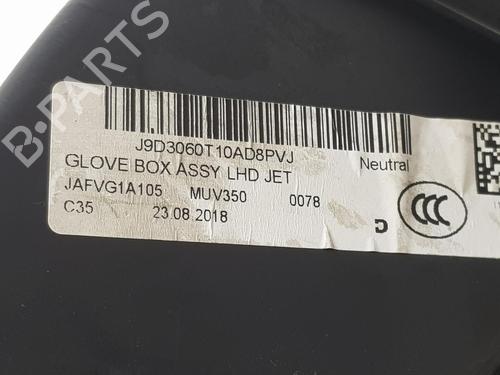 J9D3060T10AD8PVJ
GLOVE BOX ASSY LHD JET Neutral
JAFVG1A105 MUV350 0078
C35 23.08.2018 D
CCC
B-PARTS